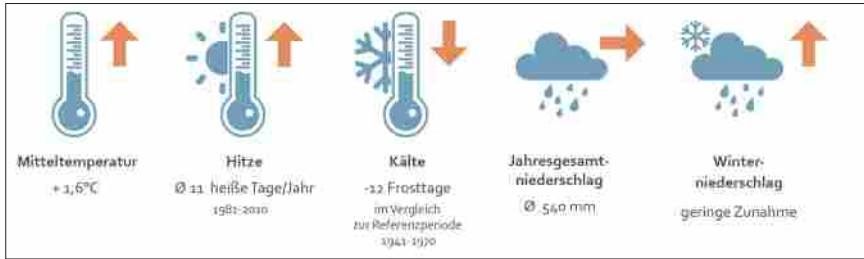 Mitteltemperatur
+ 1,6°C
Hitze
Ø 11 heiße Tage/Jahr
1981-2010
Kälte
-12 Frosttage
im Vergleich
zur Referenzperiode
1941-1970
Jahresgesamt-
niederschlag
Ø 540 mm
Winter-
niederschlag
geringe Zunahme